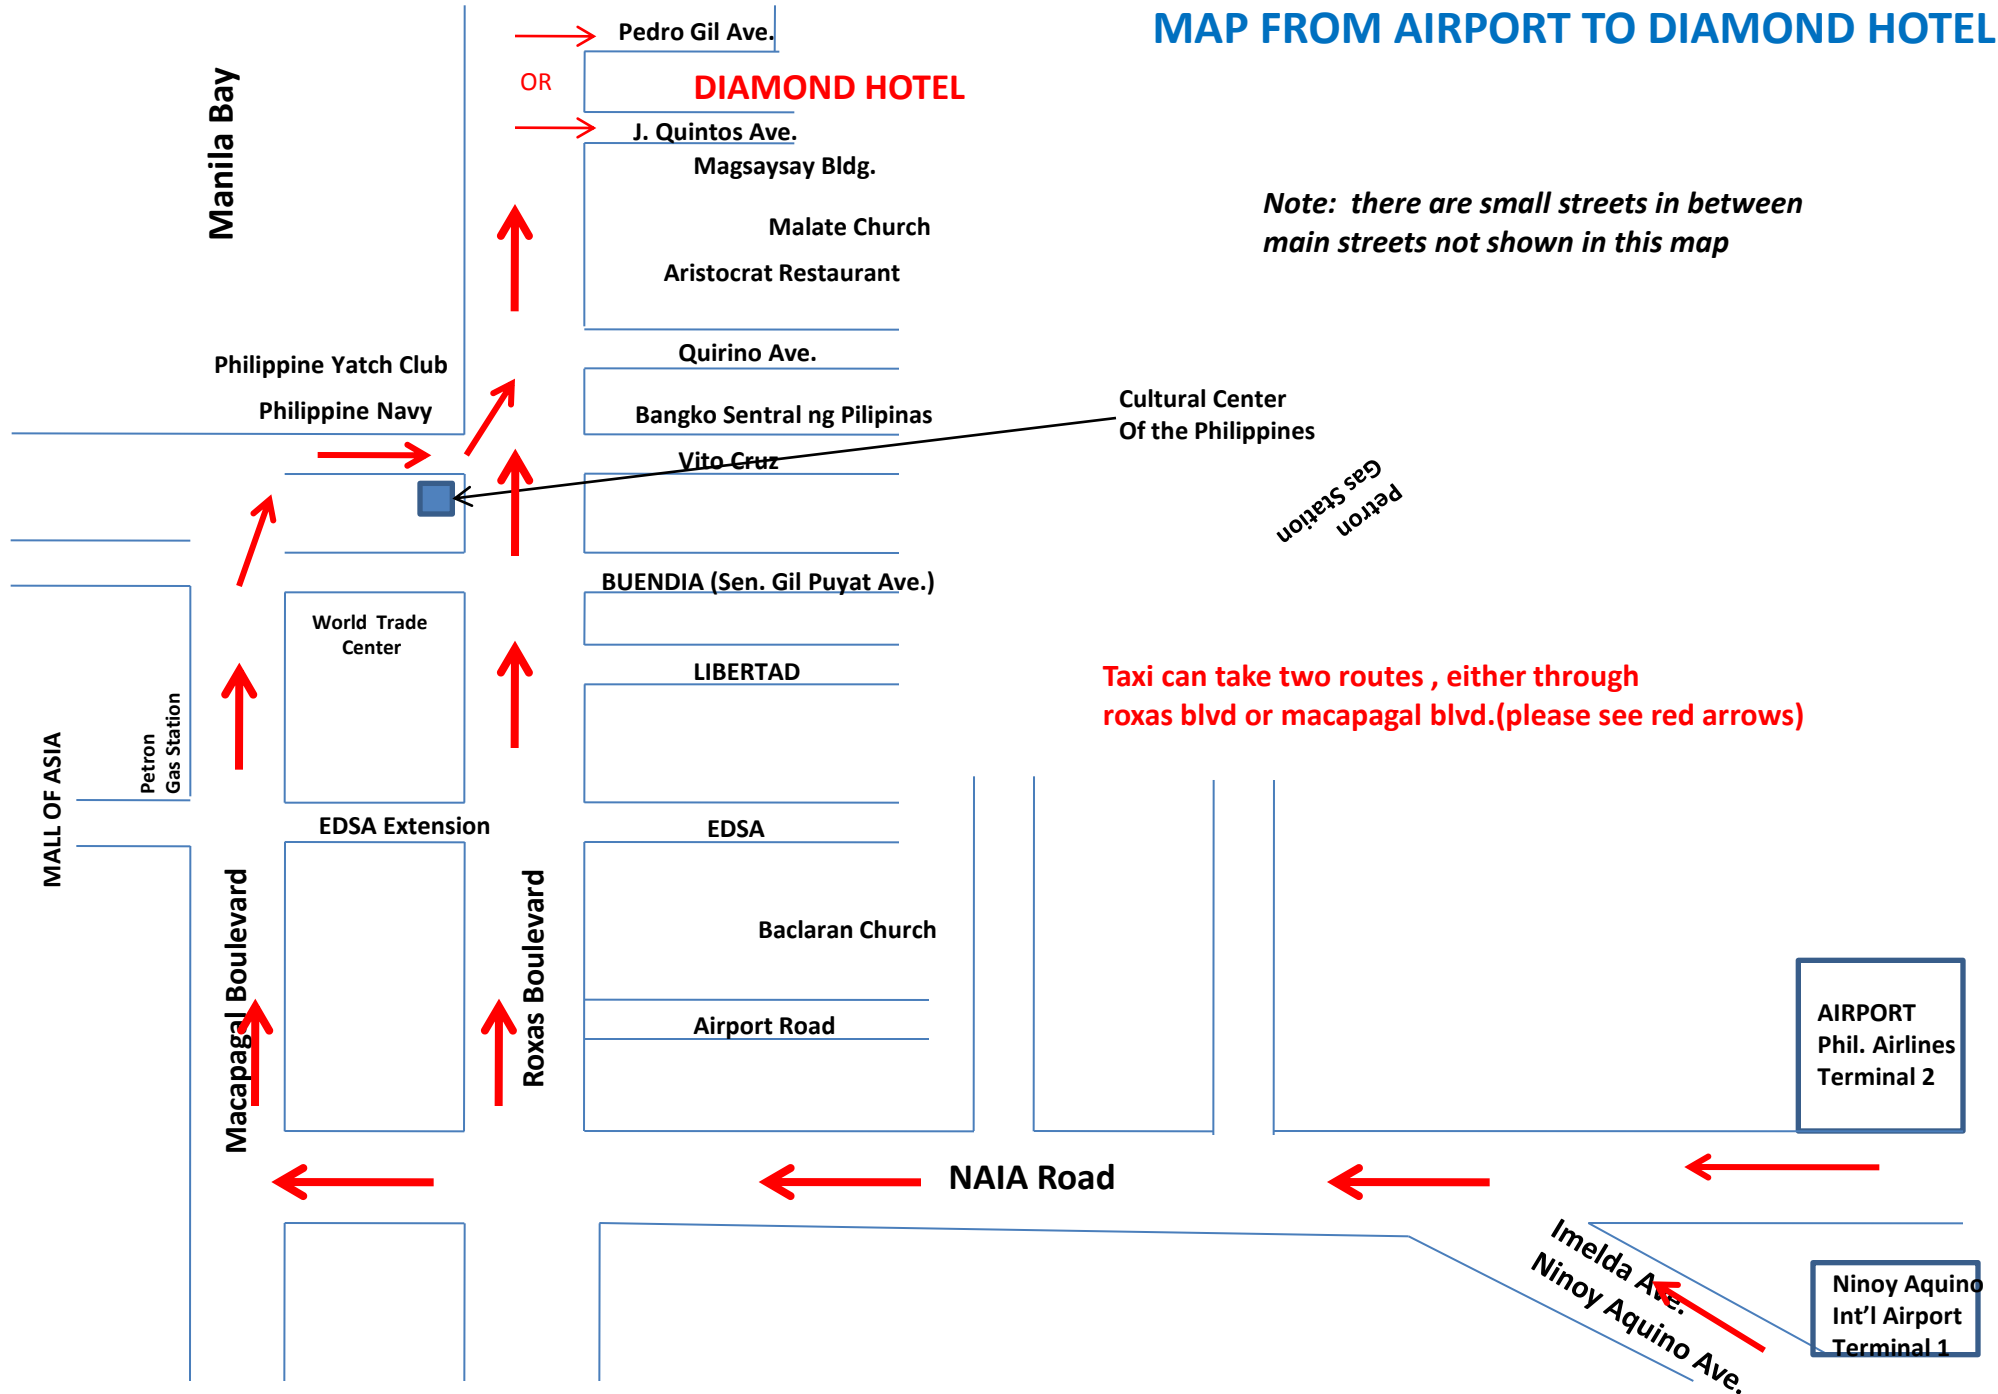 MAP FROM AIRPORT TO DIAMOND HOTEL
Pedro Gil Ave.
OR
DIAMOND HOTEL
J. Quintos Ave.
Magsaysay Bldg.
Manila Bay
Malate Church
Aristocrat Restaurant
Note:  there are small streets in between
main streets not shown in this map
Quirino Ave.
Philippine Yatch Club
Philippine Navy
Bangko Sentral ng Pilipinas
Cultural Center
Of the Philippines
Vito Cruz
Petron
Gas Station
BUENDIA (Sen. Gil Puyat Ave.)
World  Trade
Center
LIBERTAD
Taxi can take two routes , either through
roxas blvd or macapagal blvd.(please see red arrows)
Petron
Gas Station
MALL OF ASIA
EDSA Extension
EDSA
Macapagal Boulevard
Roxas Boulevard
Baclaran Church
Airport Road
AIRPORT
Phil. Airlines
Terminal 2
NAIA Road
Imelda Ave.
Ninoy Aquino Ave.
Ninoy Aquino
Int’l Airport
Terminal 1